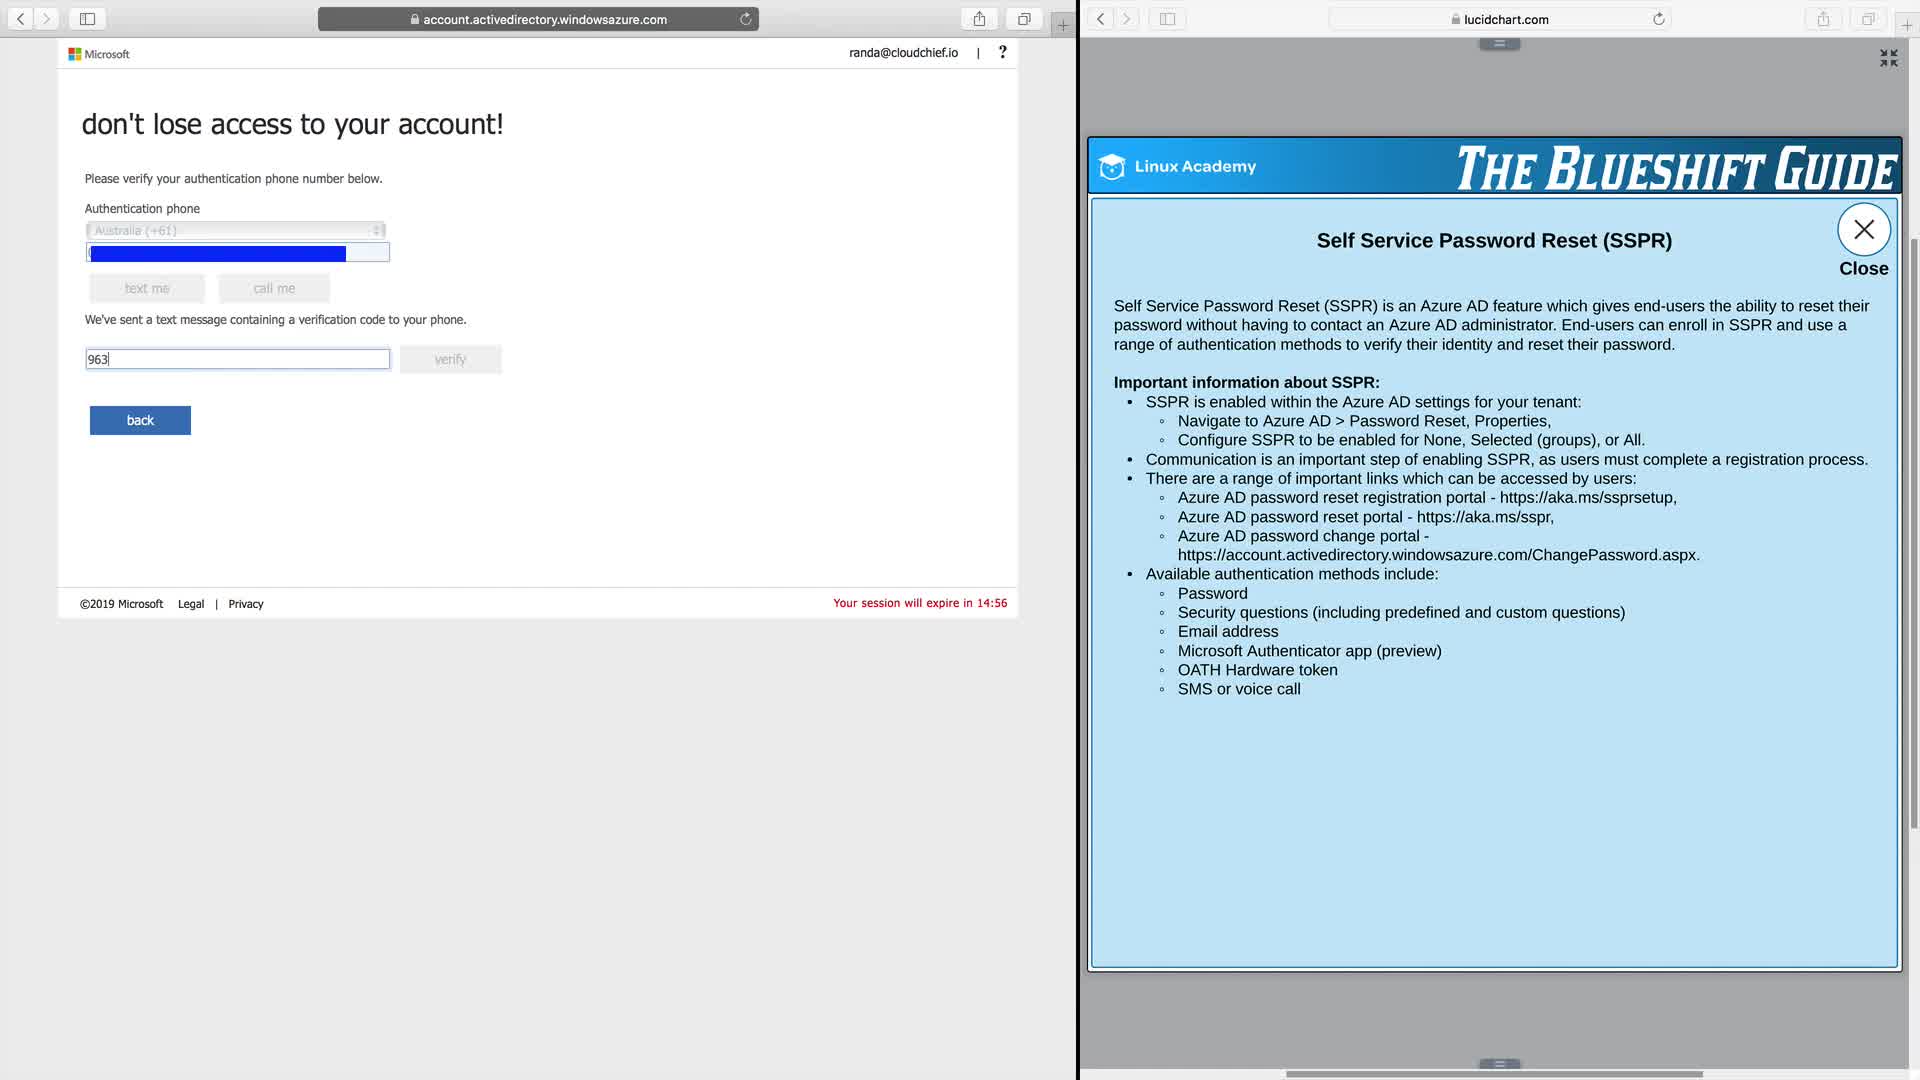 account.activedirectory.windowsazure.com
Microsoft
randa@cloudchief.io | ?
don't lose access to your account!
Please verify your authentication phone number below.
Authentication phone
Australia (+61)
text me
call me
We've sent a text message containing a verification code to your phone.
963
verify
back
©2019 Microsoft Legal | Privacy
Your session will expire in 14:56
lucidchart.com
Linux Academy
THE BLUESHIFT GUIDE
Self Service Password Reset (SSPR)
Close
Self Service Password Reset (SSPR) is an Azure AD feature which gives end-users the ability to reset their
password without having to contact an Azure AD administrator. End-users can enroll in SSPR and use a
range of authentication methods to verify their identity and reset their password.
Important information about SSPR:
• SSPR is enabled within the Azure AD settings for your tenant:
◦ Navigate to Azure AD > Password Reset, Properties,
◦ Configure SSPR to be enabled for None, Selected (groups), or All.
• Communication is an important step of enabling SSPR, as users must complete a registration process.
• There are a range of important links which can be accessed by users:
◦ Azure AD password reset registration portal - https://aka.ms/ssprsetup,
◦ Azure AD password reset portal - https://aka.ms/sspr,
◦ Azure AD password change portal -
https://account.activedirectory.windowsazure.com/ChangePassword.aspx.
• Available authentication methods include:
◦ Password
◦ Security questions (including predefined and custom questions)
◦ Email address
◦ Microsoft Authenticator app (preview)
◦ OATH Hardware token
◦ SMS or voice call